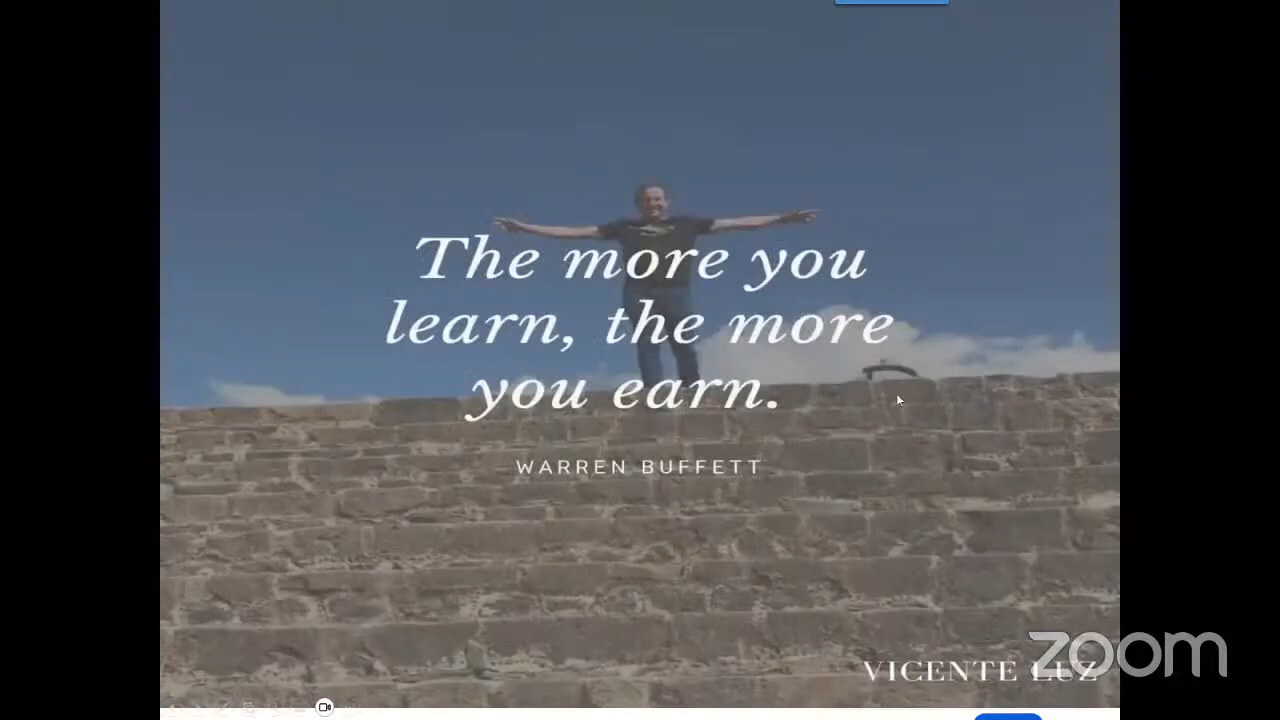 The more you
learn, the more
you earn.
WARREN BUFFETT
VICENTE LUZ
zoom